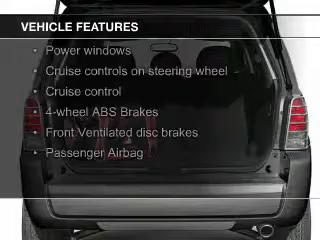 VEHICLE FEATURES
• Power windows
• Cruise controls on steering wheel
• Cruise control
• 4-wheel ABS Brakes
• Front Ventilated disc brakes
• Passenger Airbag